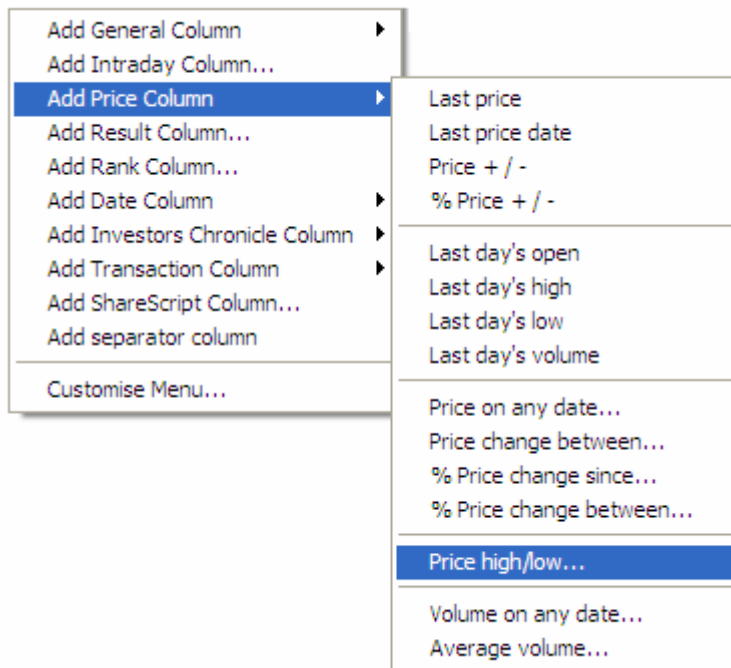 Add General Column
Add Intraday Column...
Add Price Column
Add Result Column...
Add Rank Column...
Add Date Column
Add Investors Chronicle Column
Add Transaction Column
Add ShareScript Column...
Add separator column
Customise Menu...
Last price
Last price date
Price + / -
% Price + / -
Last day's open
Last day's high
Last day's low
Last day's volume
Price on any date...
Price change between...
% Price change since...
% Price change between...
Price high/low...
Volume on any date...
Average volume...